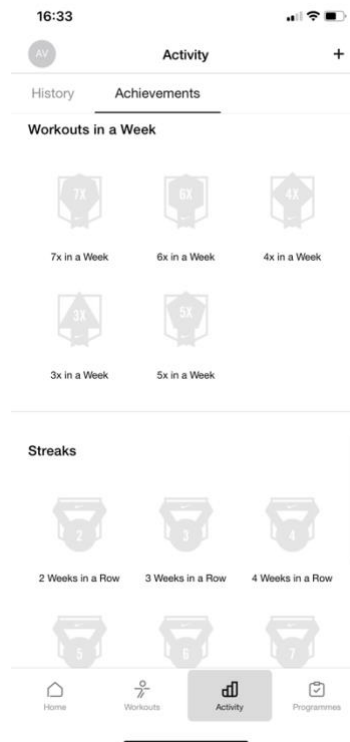 16:33
AV
Activity
+
History Achievements
Workouts in a Week
7X 6X 4X
7x in a Week 6x in a Week 4x in a Week
3X 5X
3x in a Week 5x in a Week
Streaks
2 3 4
2 Weeks in a Row 3 Weeks in a Row 4 Weeks in a Row
5 6 7
Home Workouts Activity Programmes